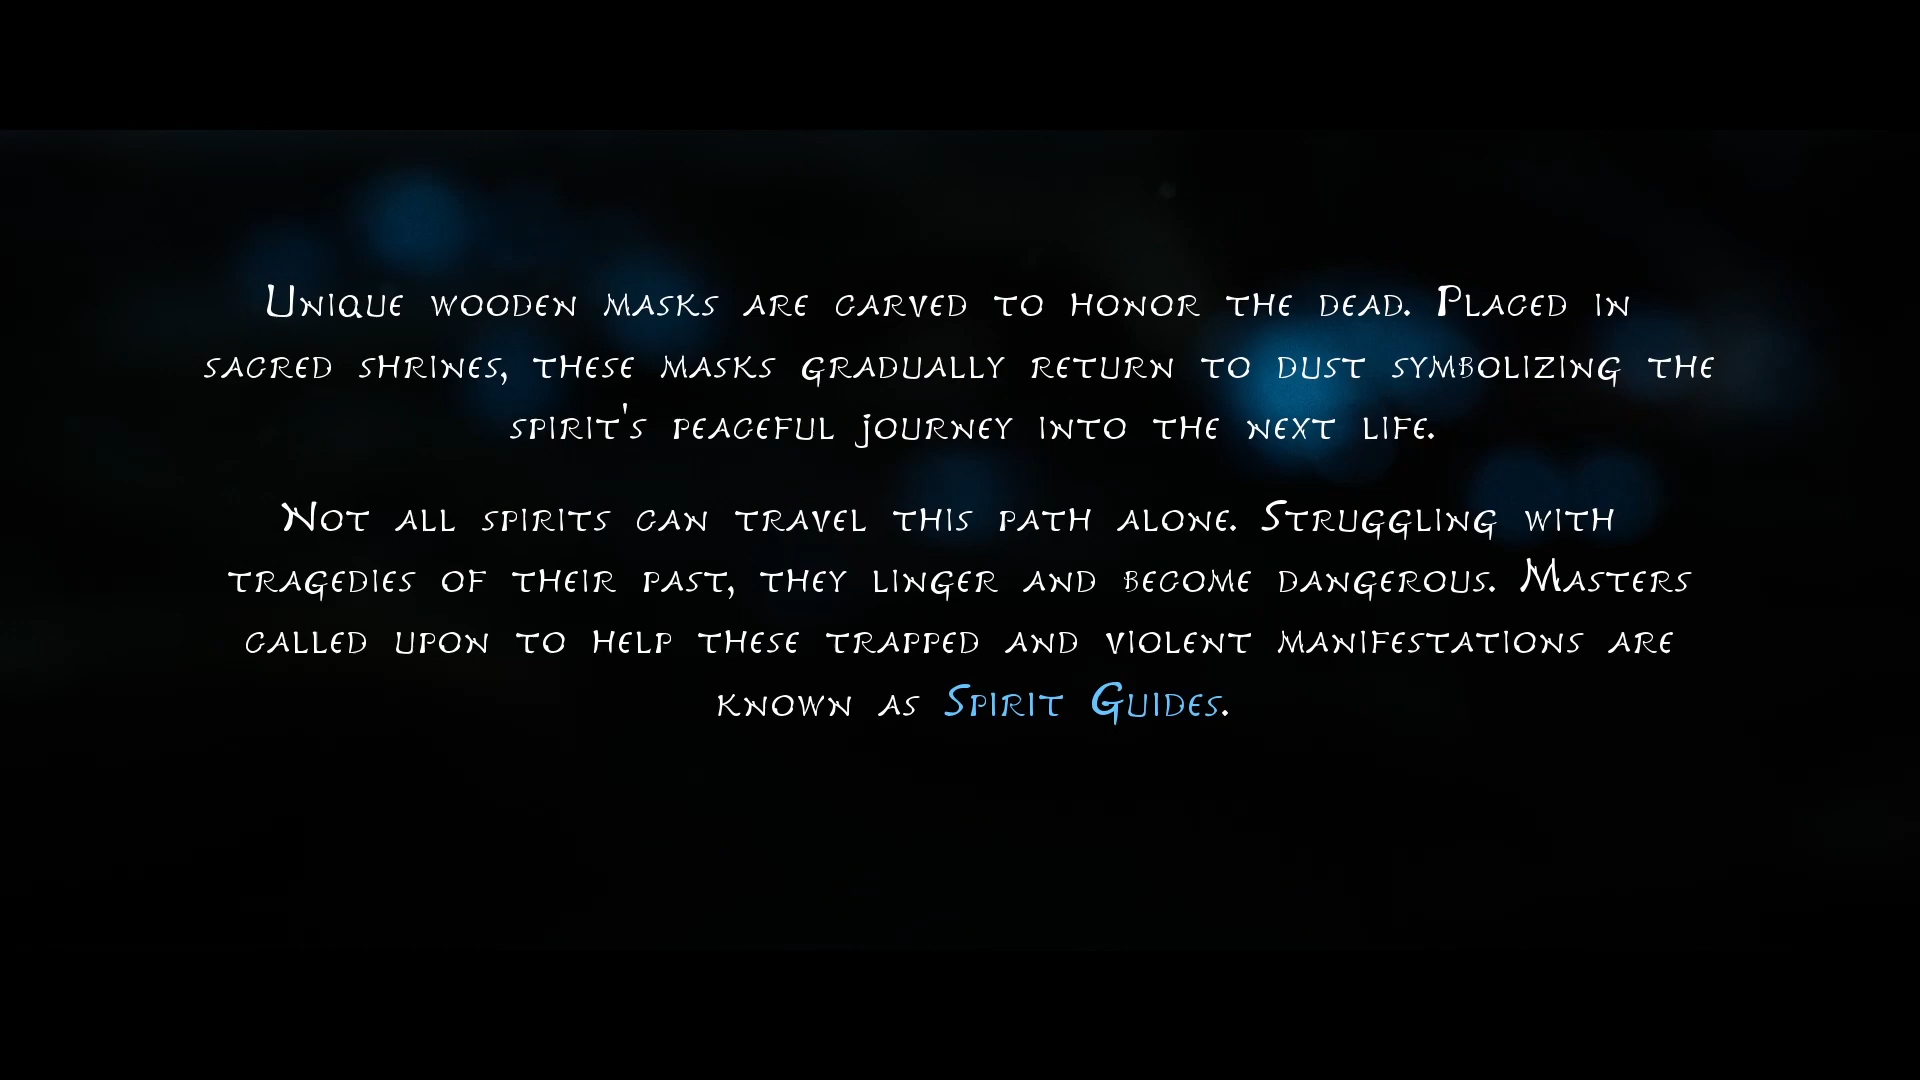 Unique wooden masks are carved to honor the dead. Placed in
sacred shrines, these masks gradually return to dust symbolizing the
spirit's peaceful journey into the next life.
Not all spirits can travel this path alone. Struggling with
tragedies of their past, they linger and become dangerous. Masters
called upon to help these trapped and violent manifestations are
known as Spirit Guides.